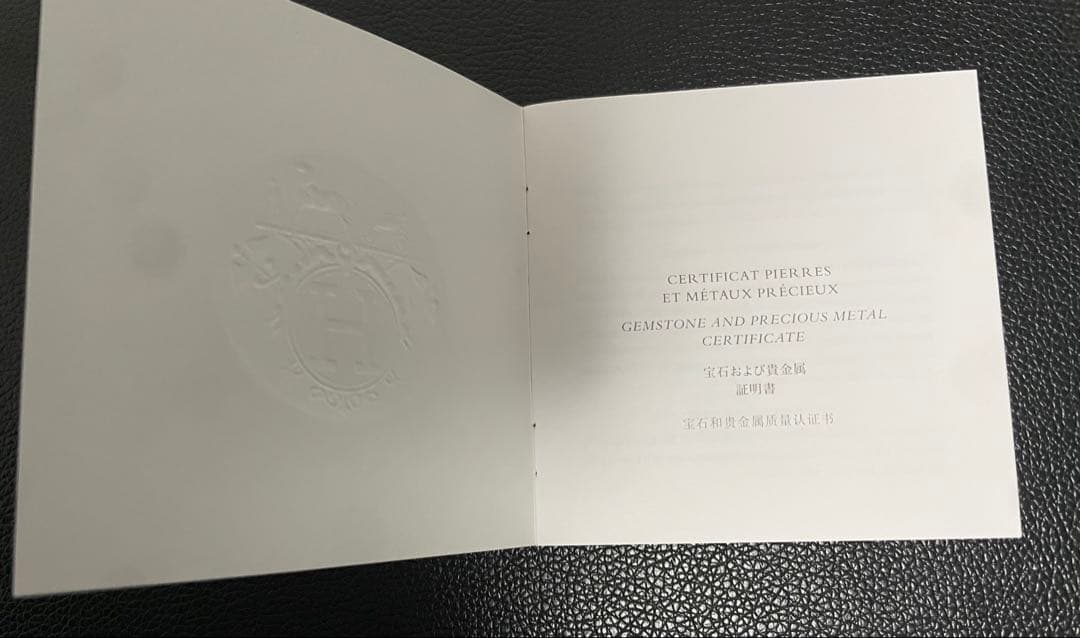 CERTIFICAT PIERRES
ET MÉTAUX PRÉCIEUX
GEMSTONE AND PRECIOUS METAL
CERTIFICATE
宝石および貴金属
証明書
宝石和贵金属质量认证书
H